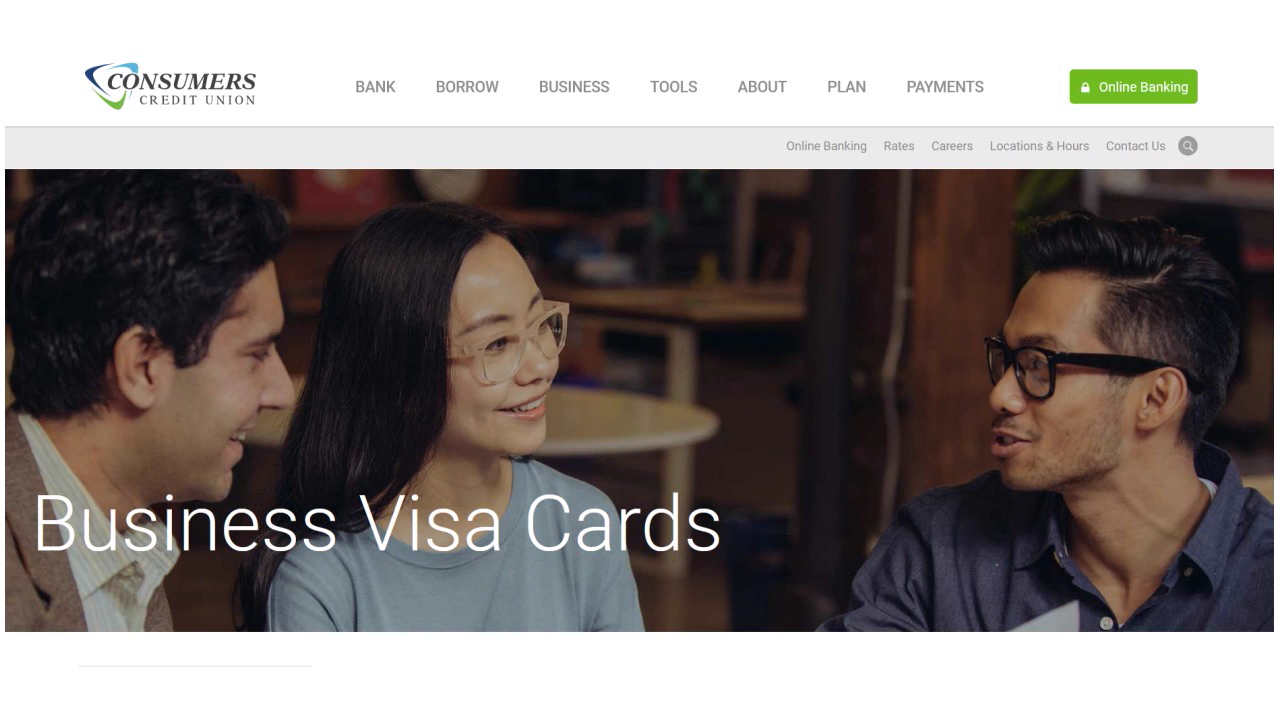 CONSUMERS
CREDIT UNION
BANK BORROW BUSINESS TOOLS ABOUT PLAN PAYMENTS
Online Banking
Online Banking Rates Careers Locations & Hours Contact Us
Business Visa Cards